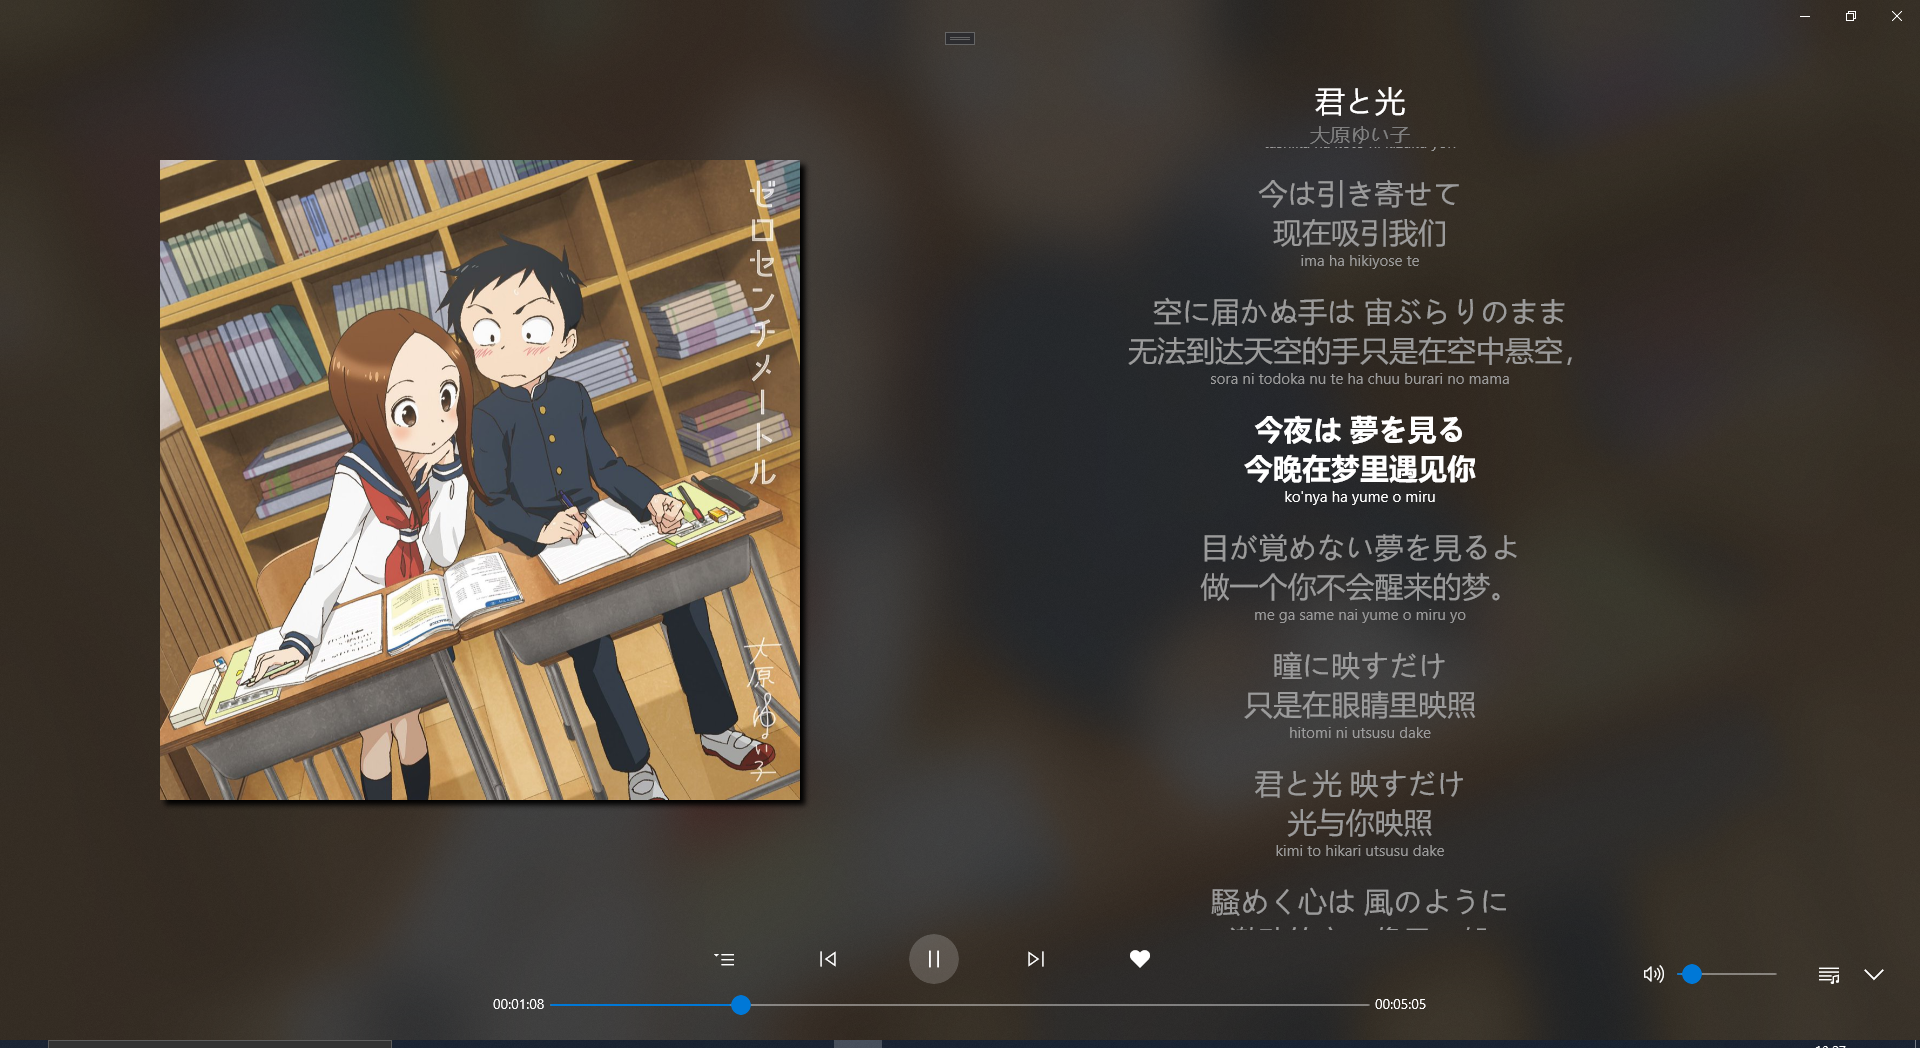 君と光
大原ゆい子
今は引き寄せて
现在吸引我们
ima ha hikiyose te
空に届かぬ手は 宙ぶらりのまま
无法到达天空的手只是在空中悬空，
sora ni todoka nu te ha chuu burari no mama
今夜は 夢を見る
今晚在梦里遇见你
ko'nya ha yume o miru
目が覚めない夢を見るよ
做一个你不会醒来的梦。
me ga same nai yume o miru yo
瞳に映すだけ
只是在眼睛里映照
hitomi ni utsusu dake
君と光 映すだけ
光与你映照
kimi to hikari utsusu dake
騒めく心は 風のように
ゼロセンチメートル
大原ゆい子
00:01:08
00:05:05